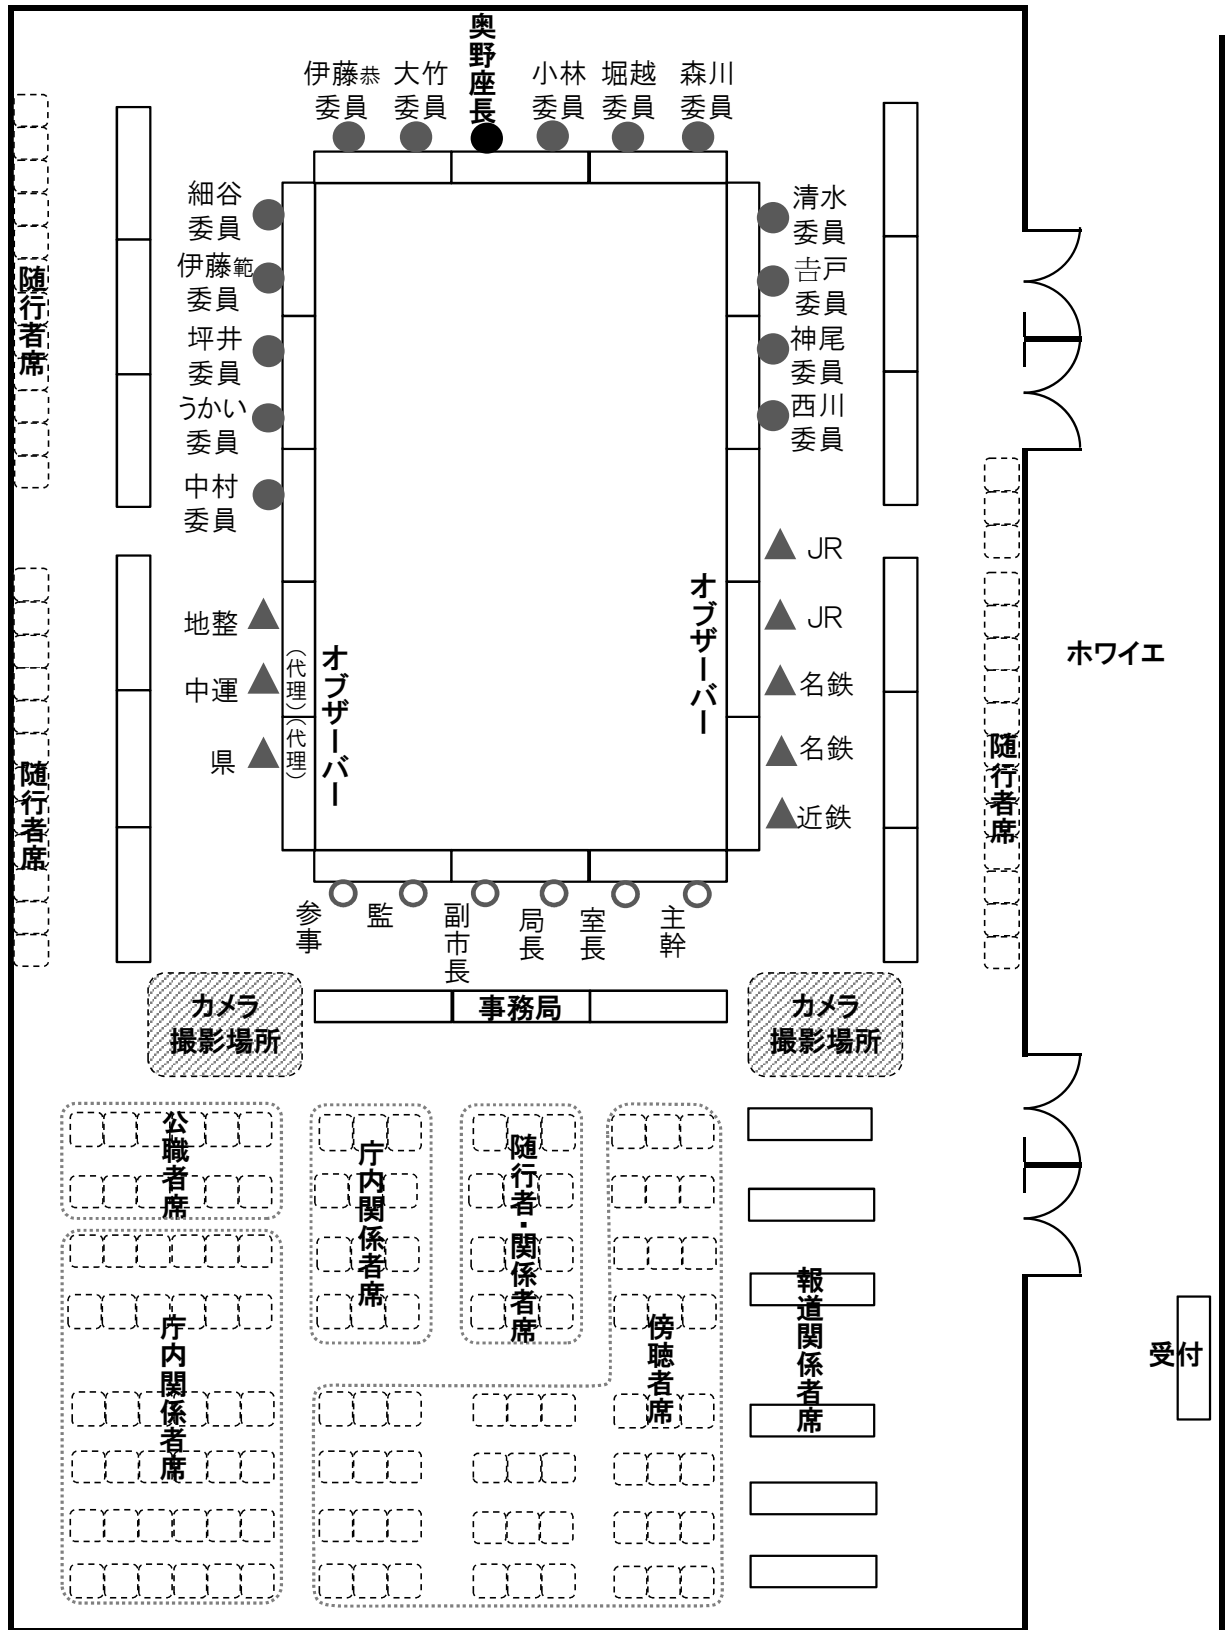 奥野座長
伊藤恭
委員
大竹
委員
小林
委員
堀越
委員
森川
委員
細谷
委員
伊藤範
委員
坪井
委員
うかい
委員
中村
委員
地整
中運
県
（代理）
（代理）
オブザーバー
清水
委員
𠮷戸
委員
神尾
委員
西川
委員
JR
JR
名鉄
名鉄
近鉄
オブザーバー
随行者席
随行者席
随行者席
ホワイエ
参事
監
副市長
局長
室長
主幹
事務局
カメラ
撮影場所
カメラ
撮影場所
公職者席
庁内関係者席
庁内関係者席
随行者・関係者席
傍聴者席
報道関係者席
受付